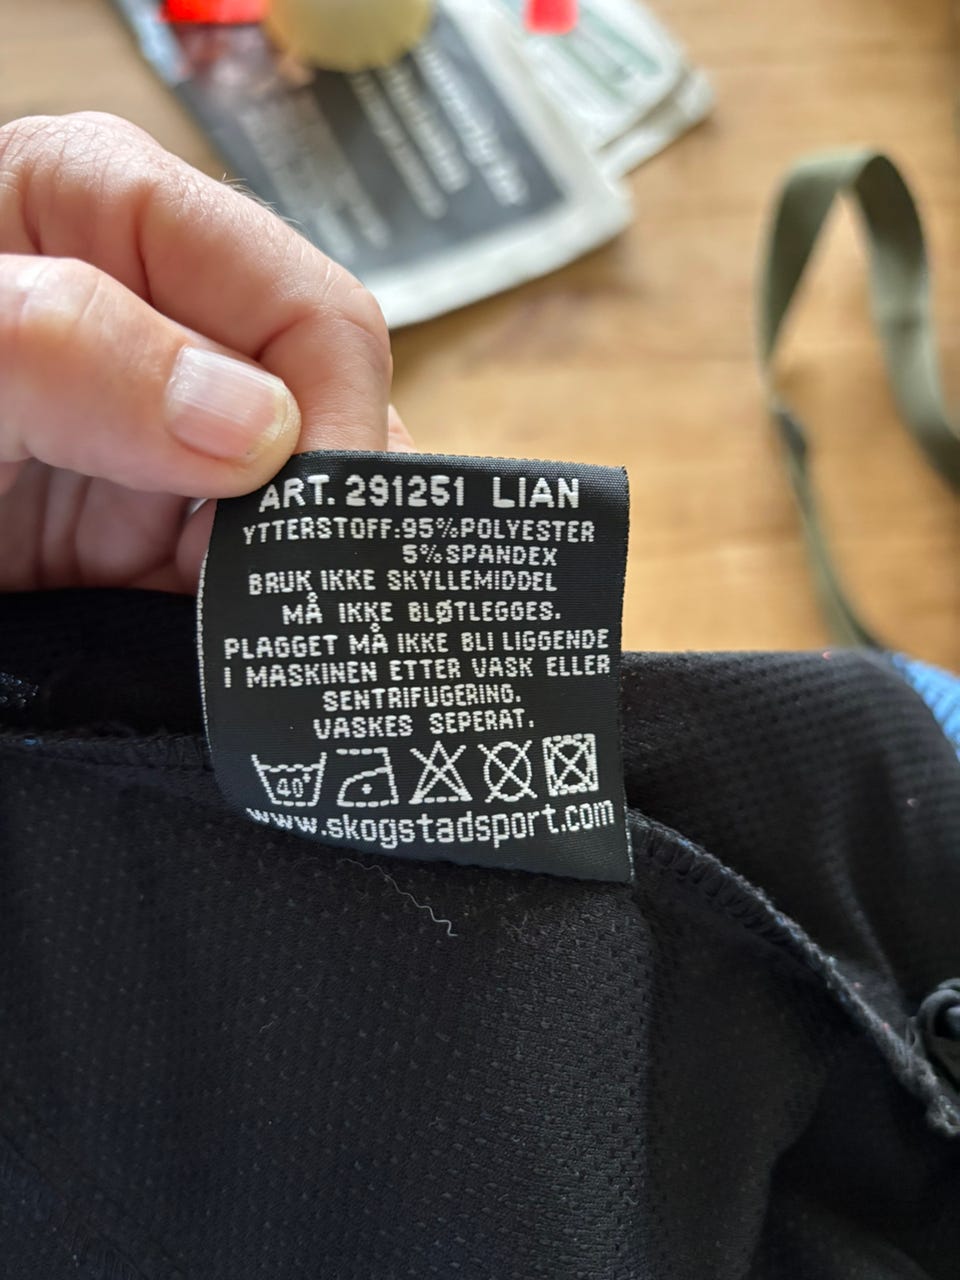 ART. 291251 LIAN
YTTERSTOFF:95%POLYESTER
5%SPANDEX
BRUK IKKE SKYLLEMIDDEL
MÅ IKKE BLØTLEGGES.
PLAGGET MÅ IKKE BLI LIGGENDE
I MASKINEN ETTER VASK ELLER
SENTRIFUGERING.
VASKES SEPERAT.
40°
www.skogstadsport.com